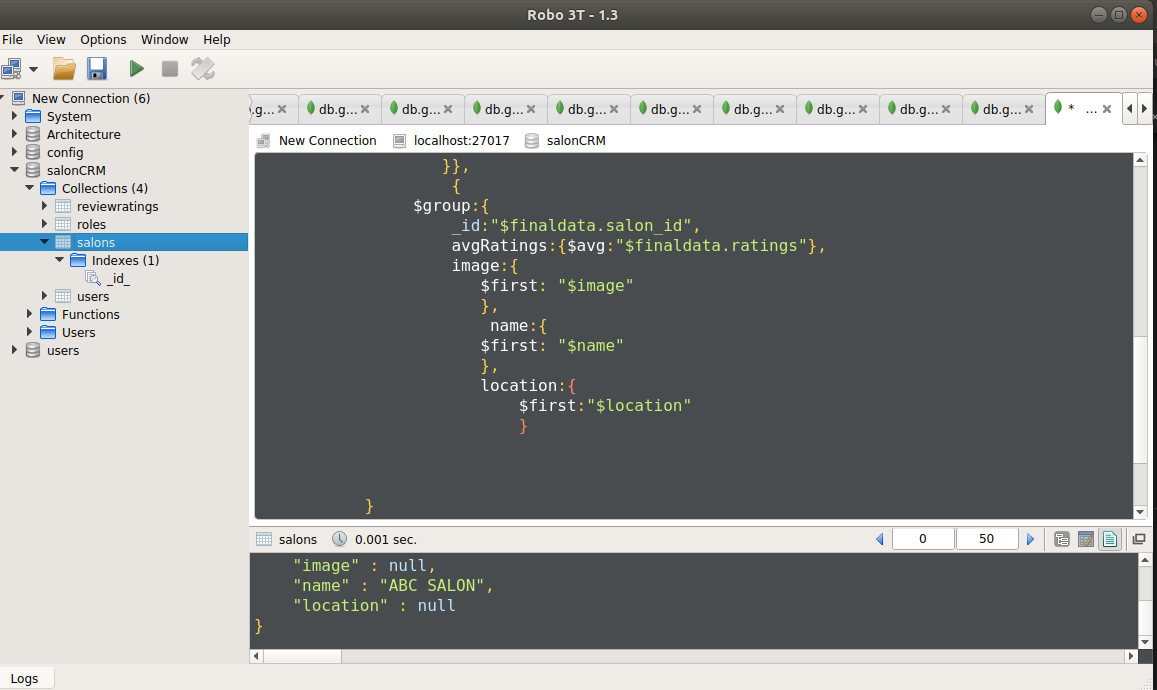 Robo 3T - 1.3
File View Options Window Help
New Connection (6)
System
Architecture
config
salonCRM
Collections (4)
reviewratings
roles
salons
Indexes (1)
_id_
users
Functions
Users
users
.g... db.g... db.g... db.g... db.g... db.g... db.g... db.g... db.g... db.g... * ...
New Connection localhost:27017 salonCRM
}},
{
$group:{
_id:"$finaldata.salon_id",
avgRatings:{$avg:"$finaldata.ratings"},
image:{
$first: "$image"
},
name:{
$first: "$name"
},
location:{
$first:"$location"
}
}
salons 0.001 sec. 0 50
"image" : null,
"name" : "ABC SALON",
"location" : null
}
Logs